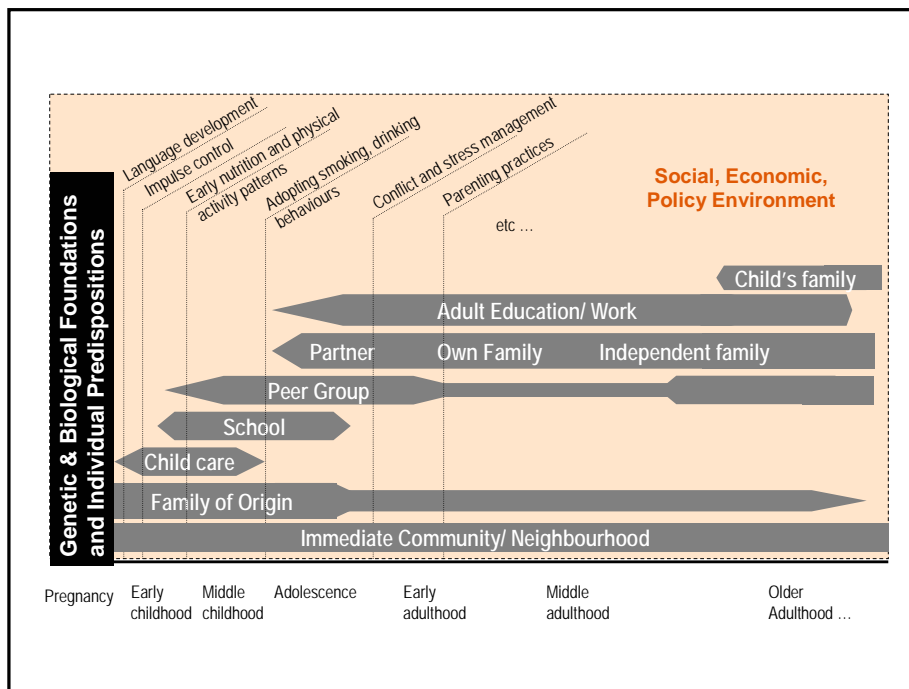 Language development
Impulse control
Early nutrition and physical
activity patterns
Adopting smoking, drinking
behaviours
Conflict and stress management
Parenting practices
etc ...
Social, Economic,
Policy Environment
Genetic & Biological Foundations
and Individual Predispositions
Child's family
Adult Education/ Work
Partner
Own Family
Independent family
Peer Group
School
Child care
Family of Origin
Immediate Community/ Neighbourhood
Pregnancy
Early
childhood
Middle
childhood
Adolescence
Early
adulthood
Middle
adulthood
Older
Adulthood ...